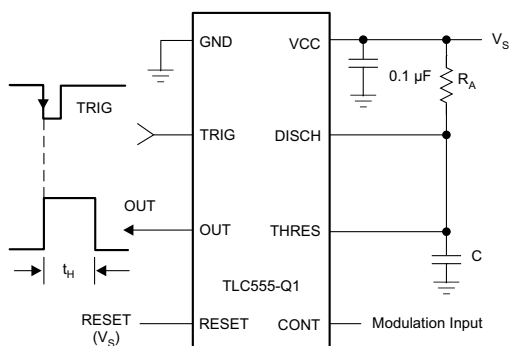 GND
VCC
V_S
0.1 µF
R_A
TRIG
TRIG
DISCH
OUT
OUT
THRES
t_H
C
TLC555-Q1
RESET
(V_S)
RESET
CONT
Modulation Input